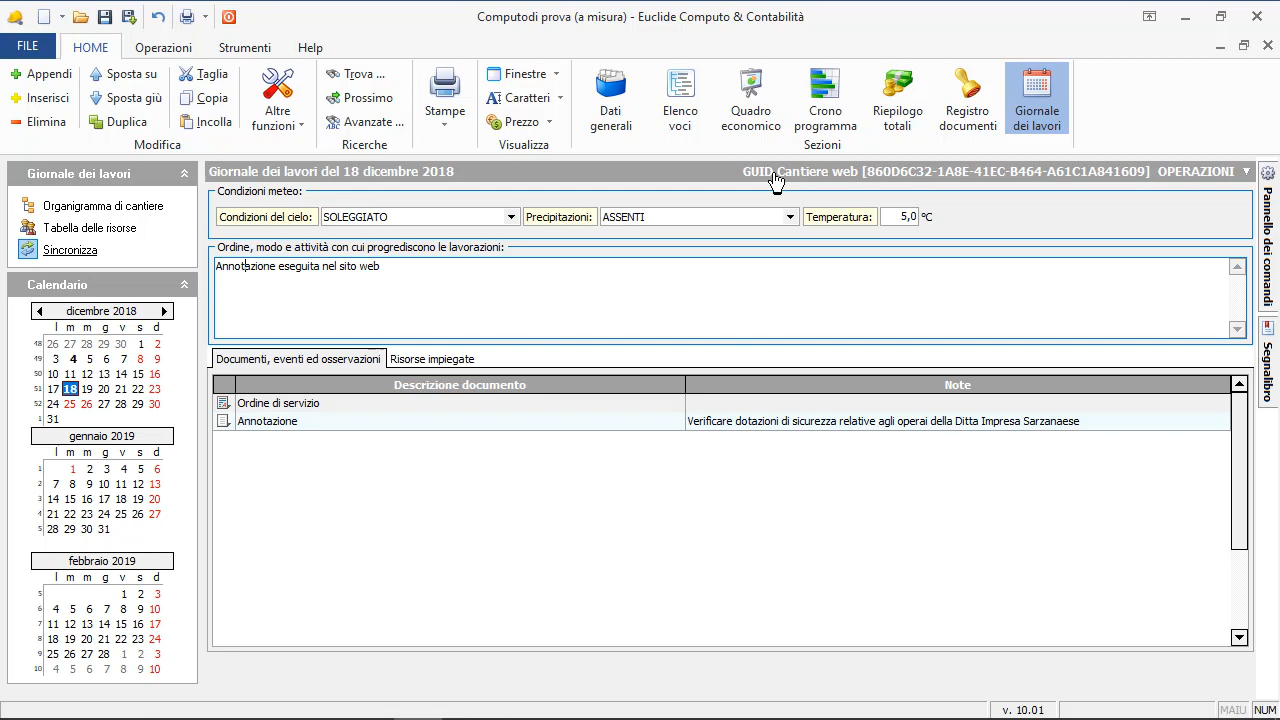 Computodi prova (a misura) - Euclide Computo & Contabilità
FILE HOME Operazioni Strumenti Help
Appendi Sposta su Taglia Trova ... Finestre
Inserisci Sposta giù Copia Prossimo Caratteri
Elimina Duplica Incolla Avanzate ... Prezzo
Altre funzioni
Stampe
Dati generali
Elenco voci
Quadro economico
Crono programma
Riepilogo totali
Registro documenti
Giornale dei lavori
Modifica Ricerche Visualizza Sezioni
Giornale dei lavori
Organigramma di cantiere
Tabella delle risorse
Sincronizza
Calendario
dicembre 2018
l m m g v s d
48 26 27 28 29 30 1 2
49 3 4 5 6 7 8 9
50 10 11 12 13 14 15 16
51 17 18 19 20 21 22 23
52 24 25 26 27 28 29 30
1 31
gennaio 2019
l m m g v s d
1 1 2 3 4 5 6
2 7 8 9 10 11 12 13
3 14 15 16 17 18 19 20
4 21 22 23 24 25 26 27
5 28 29 30 31
febbraio 2019
l m m g v s d
5 1 2 3
6 4 5 6 7 8 9 10
7 11 12 13 14 15 16 17
8 18 19 20 21 22 23 24
9 25 26 27 28 1 2 3
10 4 5 6 7 8 9 10
Giornale dei lavori del 18 dicembre 2018 GUID Cantiere web [860D6C32-1A8E-41EC-B464-A61C1A841609] OPERAZIONI
Condizioni meteo:
Condizioni del cielo: SOLEGGIATO Precipitazioni: ASSENTI Temperatura: 5,0 °C
Ordine, modo e attività con cui progrediscono le lavorazioni:
Annotazione eseguita nel sito web
Documenti, eventi ed osservazioni Risorse impiegate
Descrizione documento Note
Ordine di servizio
Annotazione Verificare dotazioni di sicurezza relative agli operai della Ditta Impresa Sarzanaese
Pannello dei comandi
Segnalibro
v. 10.01 MAIU NUM